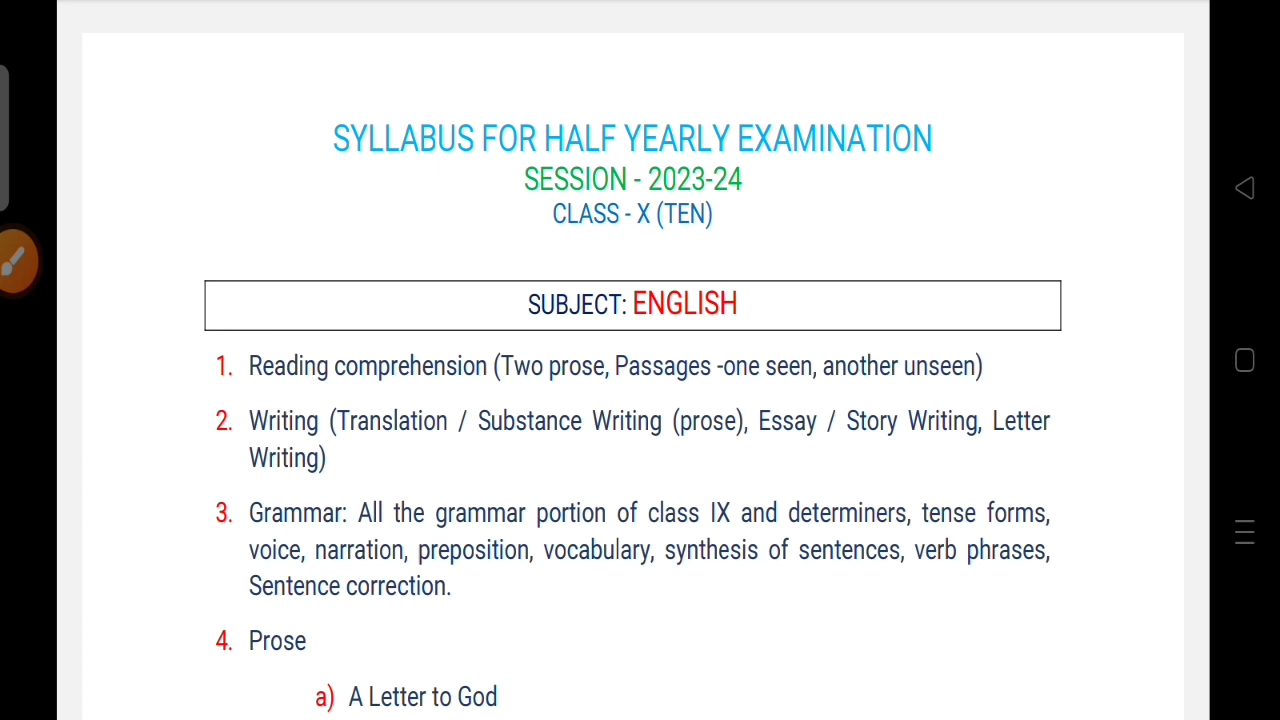 SYLLABUS FOR HALF YEARLY EXAMINATION
SESSION - 2023-24
CLASS - X (TEN)
SUBJECT: ENGLISH
1. Reading comprehension (Two prose, Passages -one seen, another unseen)
2. Writing (Translation / Substance Writing (prose), Essay / Story Writing, Letter
Writing)
3. Grammar: All the grammar portion of class IX and determiners, tense forms,
voice, narration, preposition, vocabulary, synthesis of sentences, verb phrases,
Sentence correction.
4. Prose
a) A Letter to God